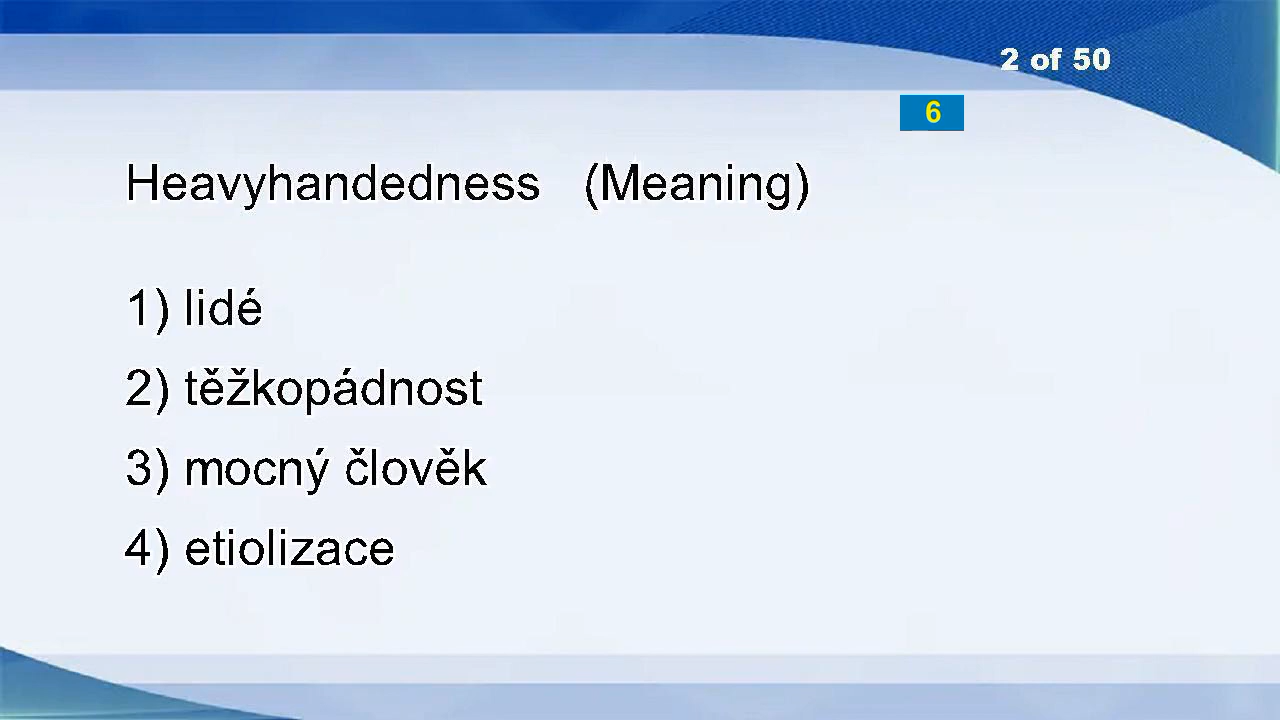 2 of 50
6
Heavyhandedness (Meaning)
1) lidé
2) těžkopádnost
3) mocný člověk
4) etiolizace